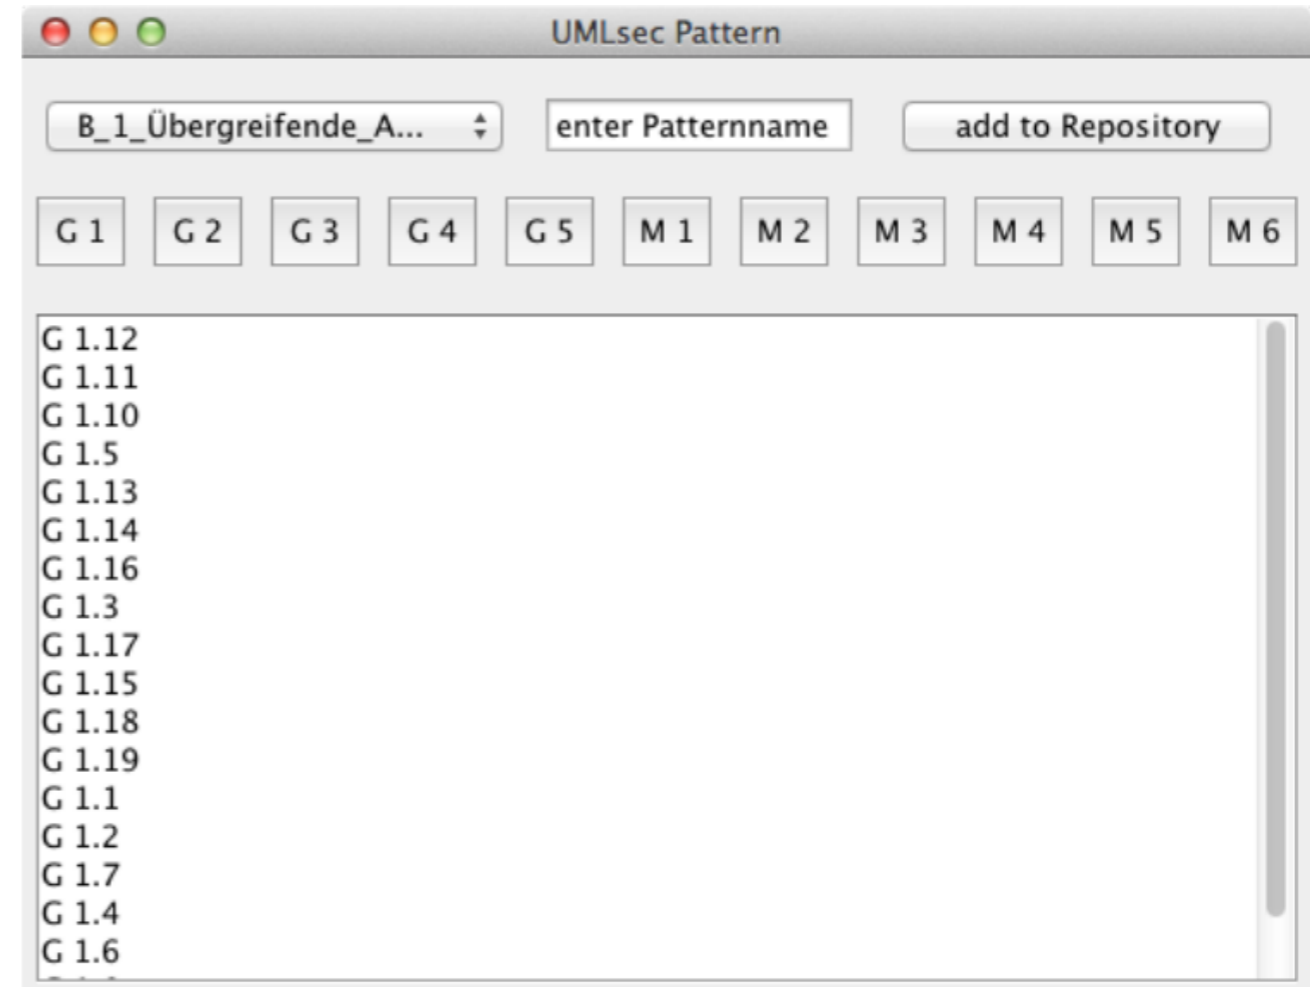 UMLsec Pattern
B_1_Übergreifende_A... enter Patternname add to Repository
G 1 G 2 G 3 G 4 G 5 M 1 M 2 M 3 M 4 M 5 M 6
G 1.12
G 1.11
G 1.10
G 1.5
G 1.13
G 1.14
G 1.16
G 1.3
G 1.17
G 1.15
G 1.18
G 1.19
G 1.1
G 1.2
G 1.7
G 1.4
G 1.6